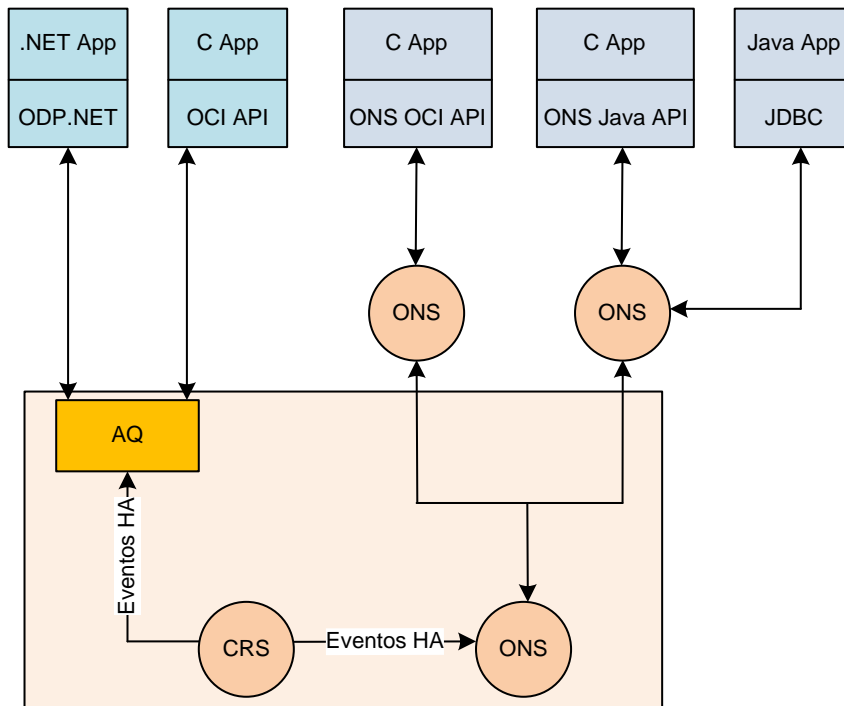 .NET App
ODP.NET
C App
OCI API
C App
ONS OCI API
C App
ONS Java API
Java App
JDBC
ONS
ONS
AQ
Eventos HA
CRS
Eventos HA
ONS